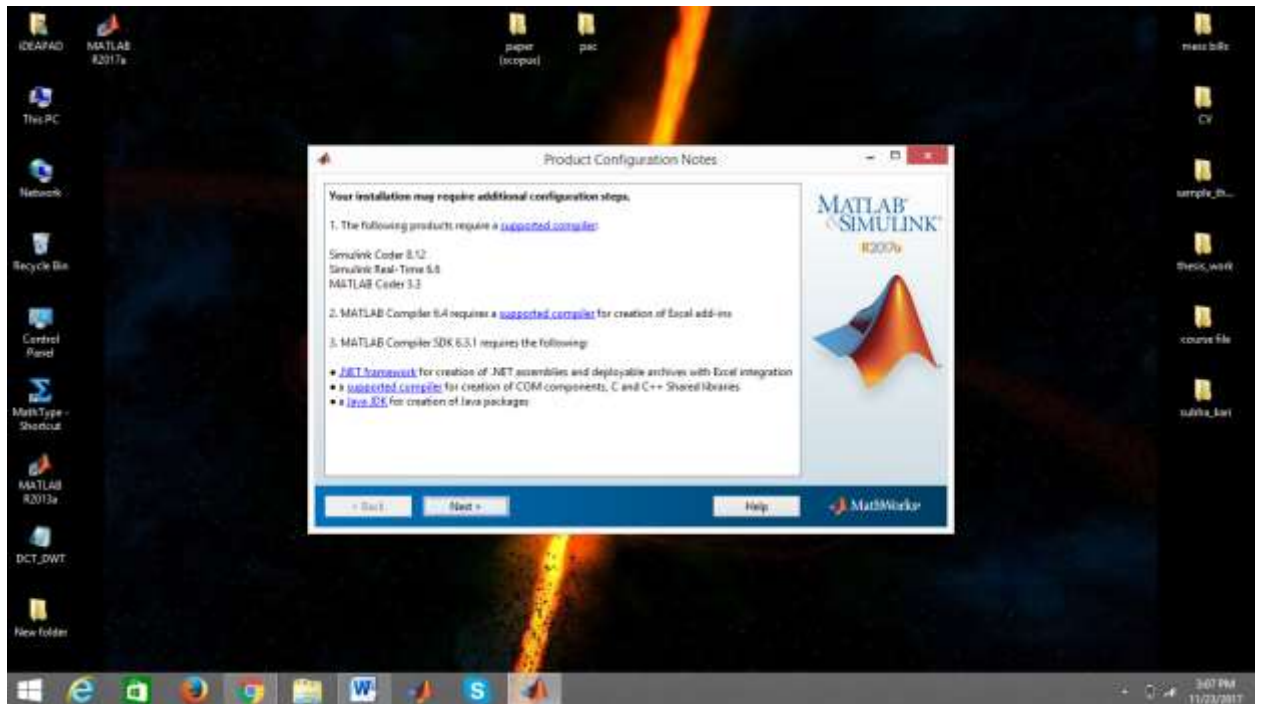 IDEAPAD
MATLAB
R2017a
paper
(scopus)
pac
mess bills
This PC
CV
Network
sample_th...
Recycle Bin
thesis_work
Control
Panel
course file
MathType -
Shortcut
MATLAB
R2013a
DCT_DWT
New folder
Product Configuration Notes
Your installation may require additional configuration steps.
1. The following products require a supported compiler:
Simulink Coder 8.12
Simulink Real-Time 6.6
MATLAB Coder 3.3
2. MATLAB Compiler 6.4 requires a supported compiler for creation of Excel add-ins
3. MATLAB Compiler SDK 6.3.1 requires the following:
• .NET framework for creation of .NET assemblies and deployable archives with Excel integration
• a supported compiler for creation of COM components, C and C++ Shared libraries
• a Java JDK for creation of Java packages
MATLAB®
&SIMULINK®
R2017a
< Back
Next >
Help
MathWorks®
3:07 PM
11/23/2017